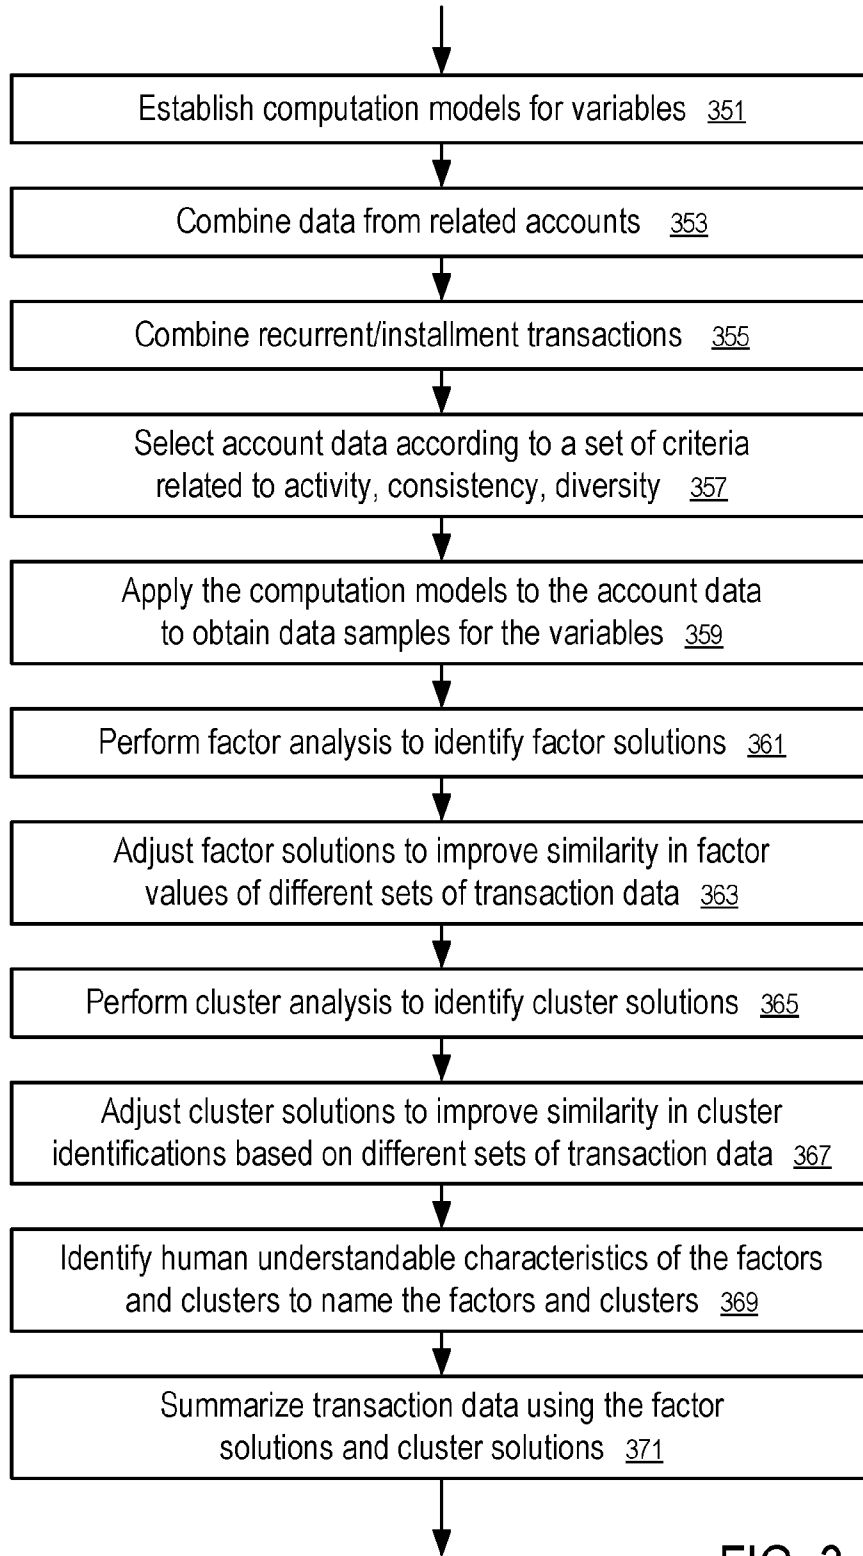 Establish computation models for variables 351
Combine data from related accounts 353
Combine recurrent/installment transactions 355
Select account data according to a set of criteria
related to activity, consistency, diversity 357
Apply the computation models to the account data
to obtain data samples for the variables 359
Perform factor analysis to identify factor solutions 361
Adjust factor solutions to improve similarity in factor
values of different sets of transaction data 363
Perform cluster analysis to identify cluster solutions 365
Adjust cluster solutions to improve similarity in cluster
identifications based on different sets of transaction data 367
Identify human understandable characteristics of the factors
and clusters to name the factors and clusters 369
Summarize transaction data using the factor
solutions and cluster solutions 371
FIG.